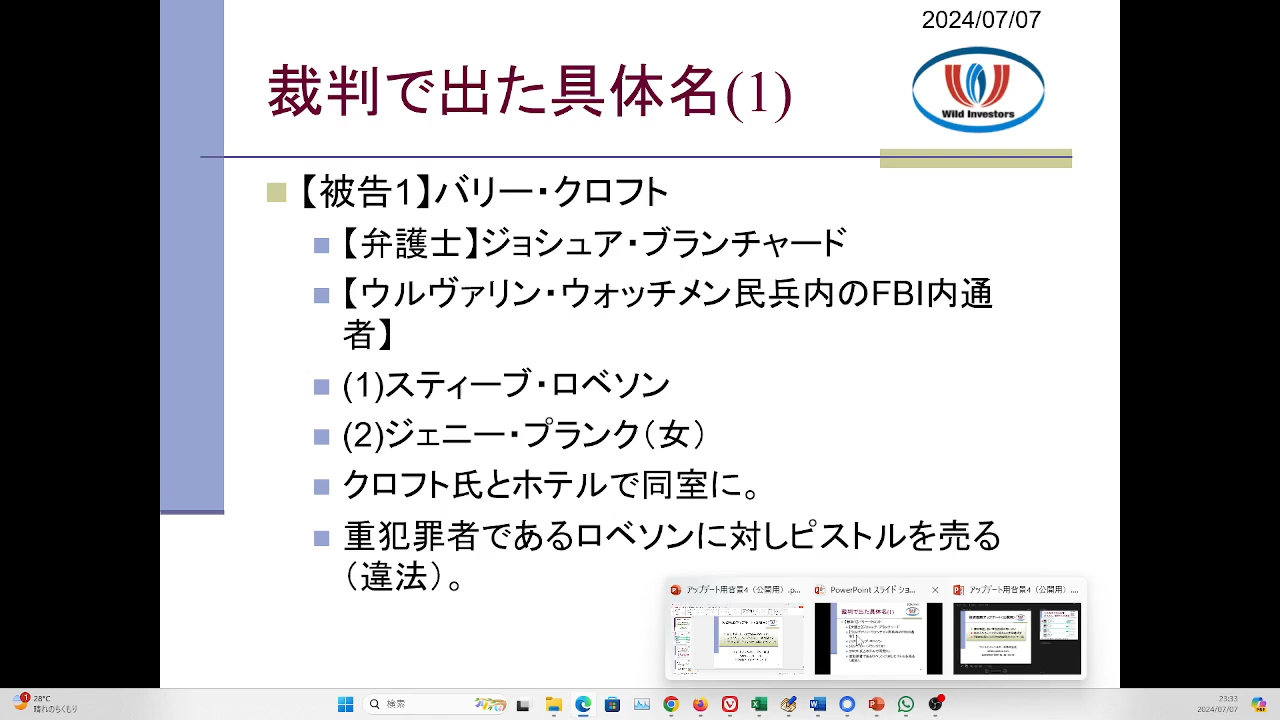 2024/07/07
裁判で出た具体名(1)
Wild Investors
【被告1】バリー・クロフト
【弁護士】ジョシュア・ブランチャード
【ウルヴァリン・ウォッチメン民兵内のFBI内通
者】
(1)スティーブ・ロベソン
(2)ジェニー・プランク（女）
クロフト氏とホテルで同室に。
重犯罪者であるロベソンに対しピストルを売る
（違法）。
アップデート用背景4（公開用）.p... PowerPoint スライド ショ... アップデート用背景4（公開用）....
28°C
晴れのちくもり
検索
23:33
2024/07/07